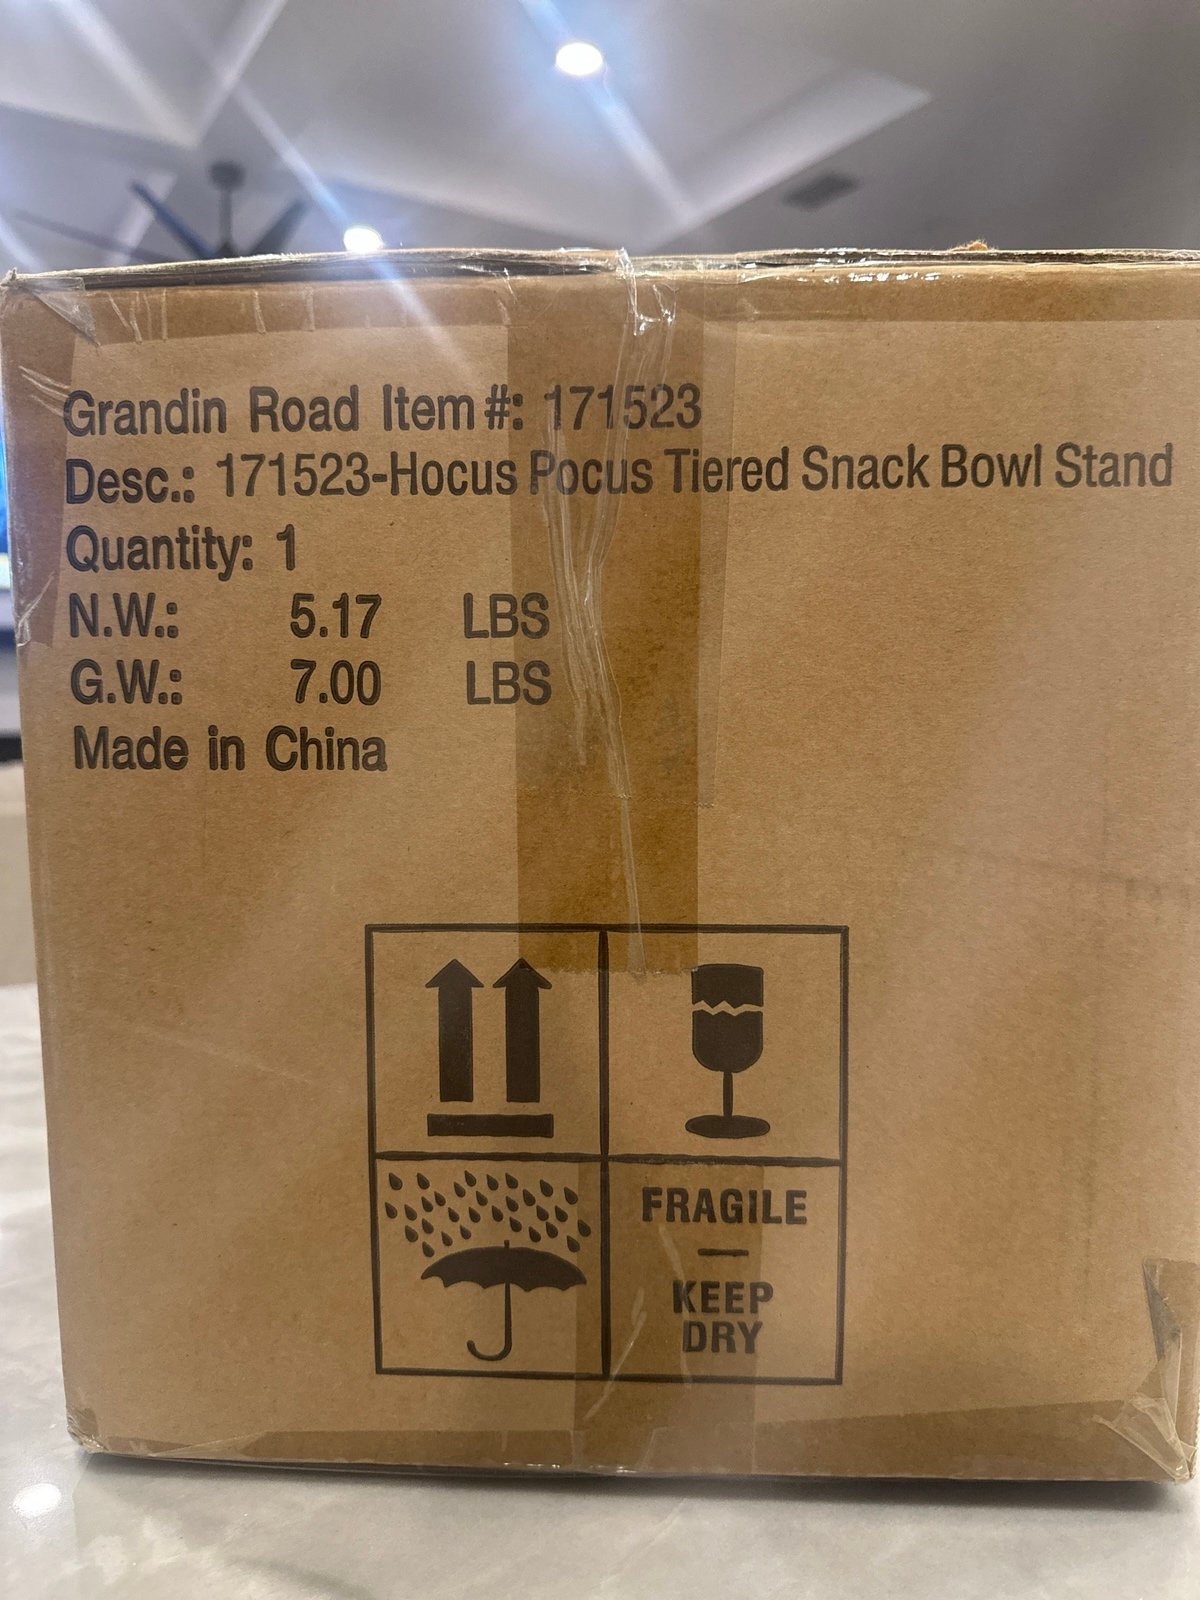 Grandin Road Item #: 171523
Desc.: 171523-Hocus Pocus Tiered Snack Bowl Stand
Quantity: 1
N.W.: 5.17 LBS
G.W.: 7.00 LBS
Made in China
FRAGILE
—
KEEP
DRY